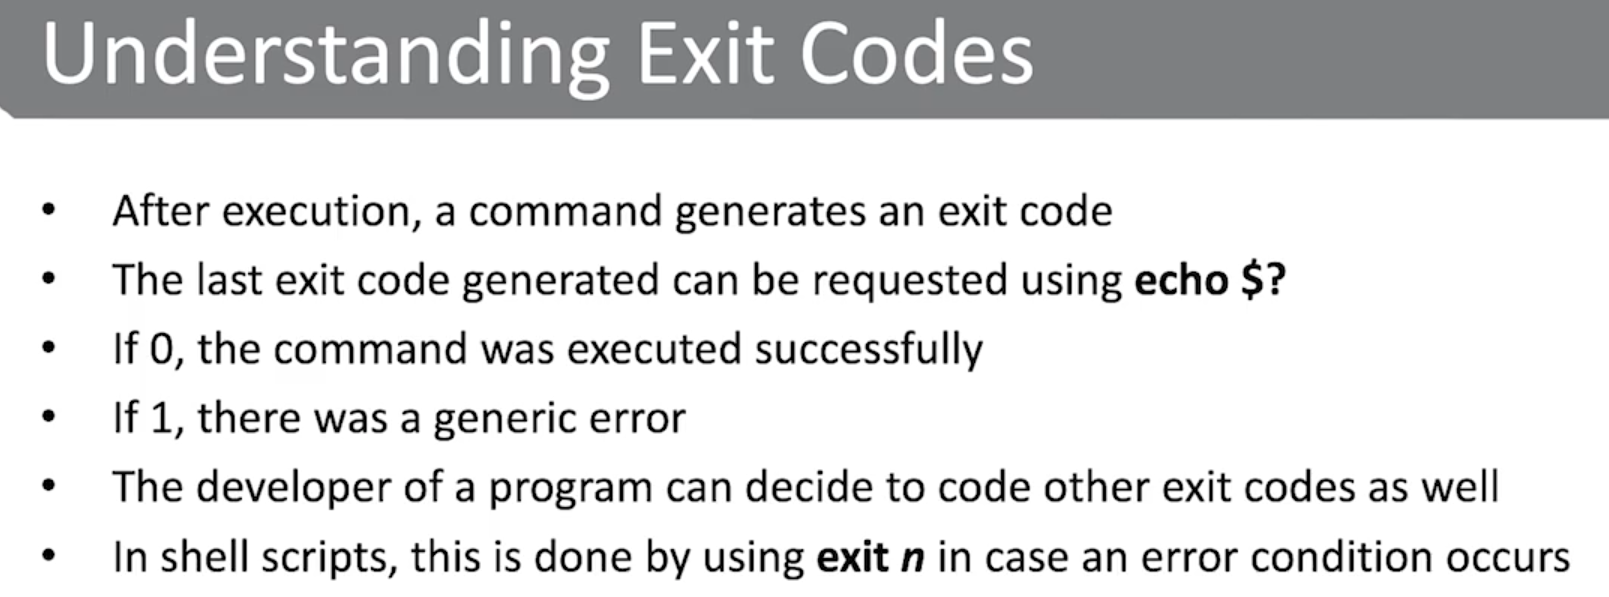 Understanding Exit Codes
• After execution, a command generates an exit code
• The last exit code generated can be requested using echo $?
• If 0, the command was executed successfully
• If 1, there was a generic error
• The developer of a program can decide to code other exit codes as well
• In shell scripts, this is done by using exit n in case an error condition occurs